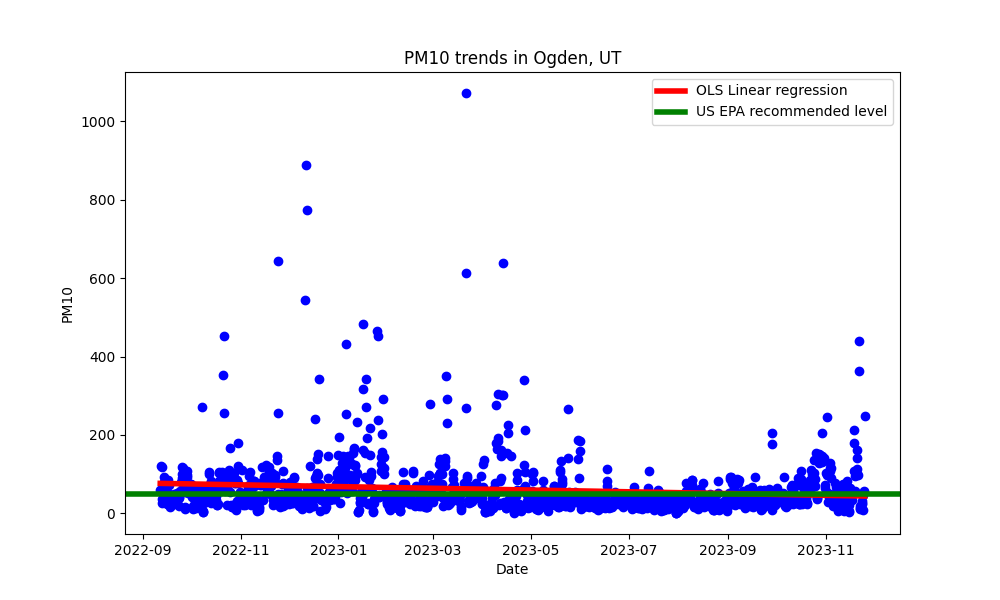 PM10 trends in Ogden, UT
OLS Linear regression
US EPA recommended level
1000
800
600
400
200
0
PM10
2022-09 2022-11 2023-01 2023-03 2023-05 2023-07 2023-09 2023-11
Date